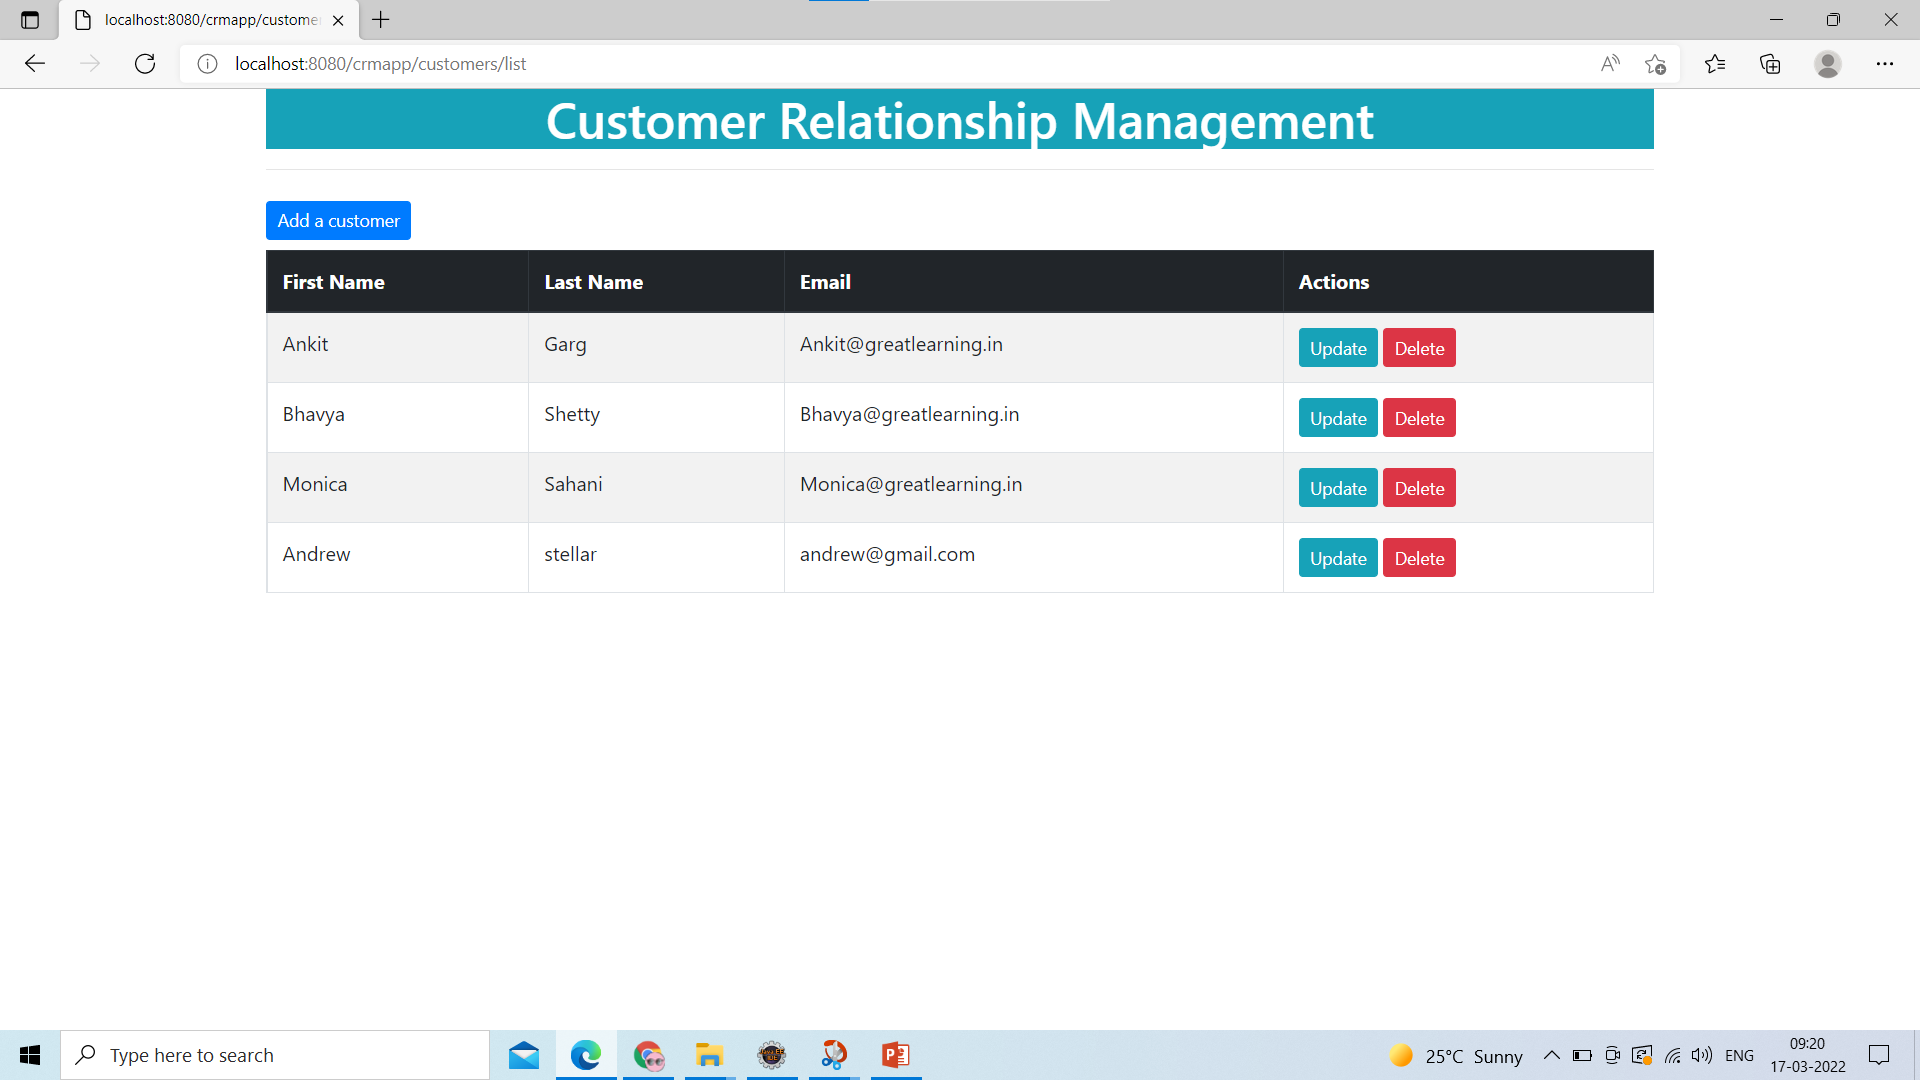 localhost:8080/crmapp/custome
localhost:8080/crmapp/customers/list
Customer Relationship Management
Add a customer
First Name Last Name Email Actions
Ankit Garg Ankit@greatlearning.in Update Delete
Bhavya Shetty Bhavya@greatlearning.in Update Delete
Monica Sahani Monica@greatlearning.in Update Delete
Andrew stellar andrew@gmail.com Update Delete
Type here to search
25°C Sunny
ENG
09:20
17-03-2022